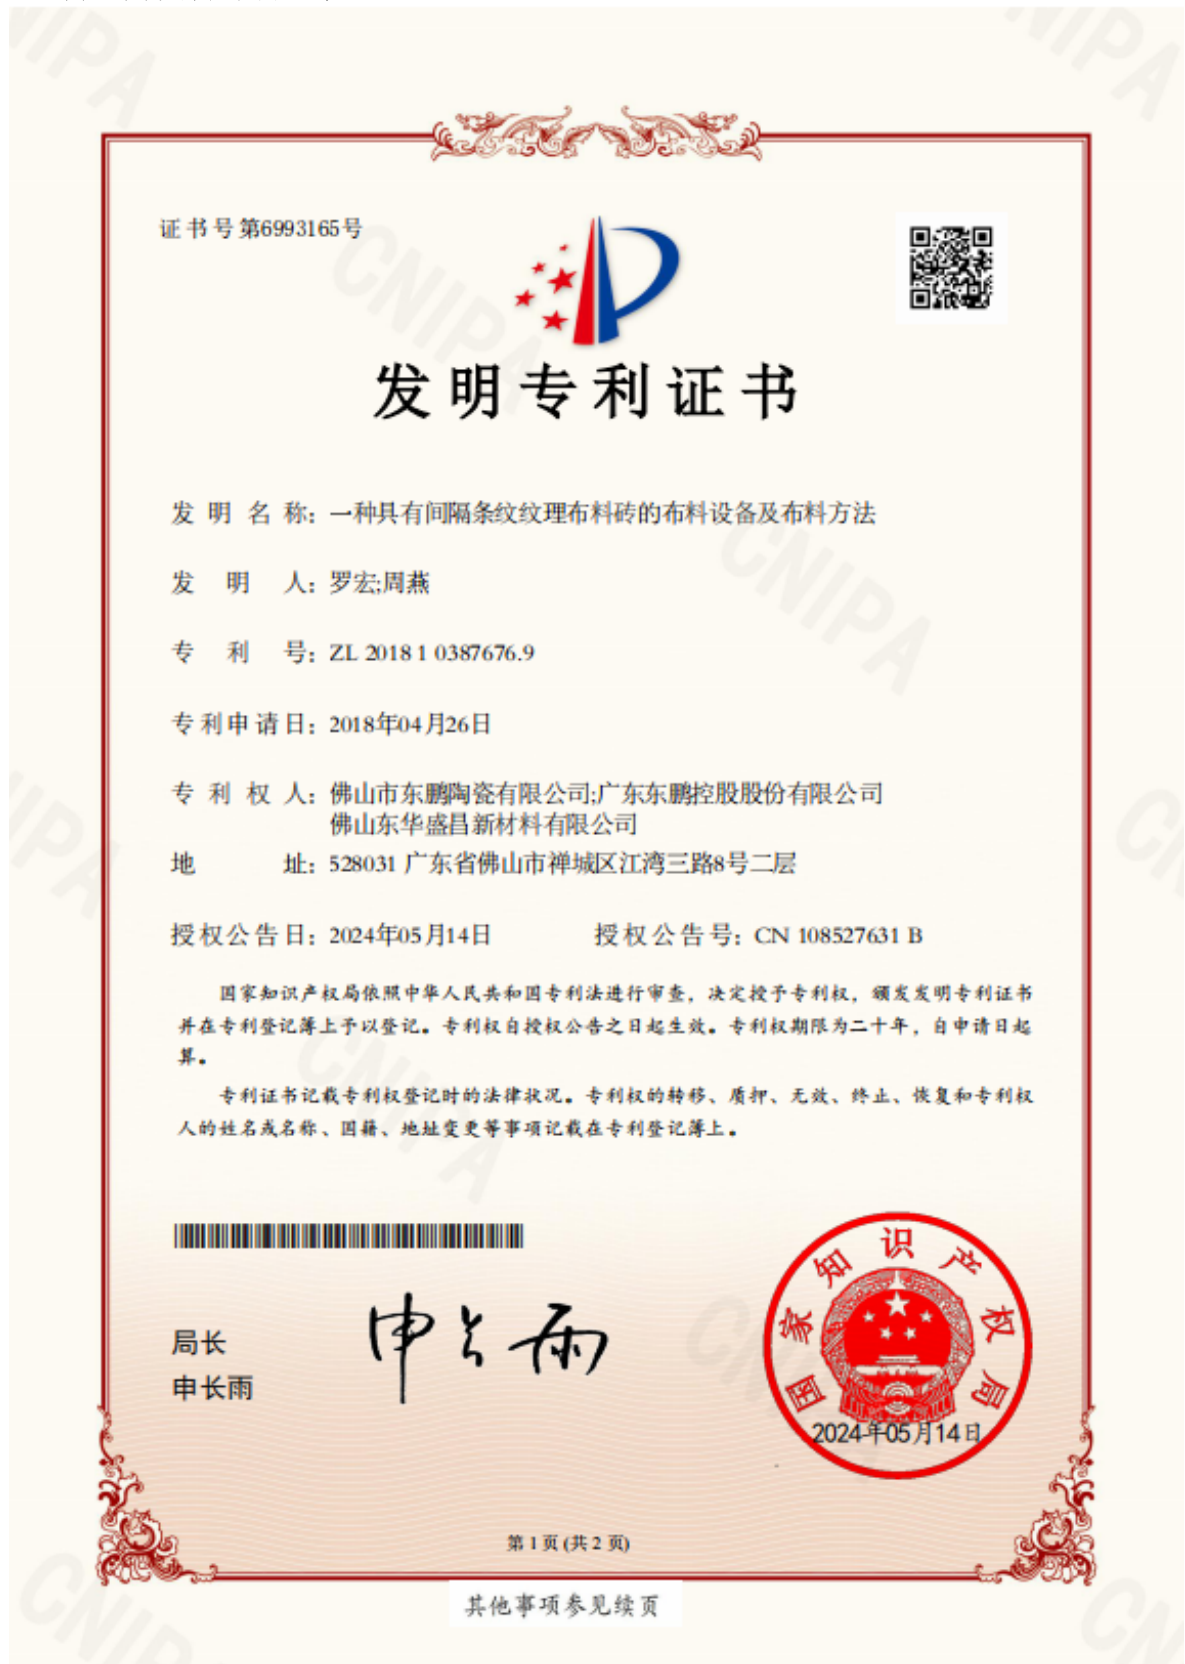 证书号第6993165号
发明专利证书
发明名称：一种具有间隔条纹纹理布料砖的布料设备及布料方法
发明人：罗宏;周燕
专利号：ZL 2018 1 0387676.9
专利申请日：2018年04月26日
专利权人：佛山市东鹏陶瓷有限公司;广东东鹏控股股份有限公司
佛山东华盛昌新材料有限公司
地址：528031 广东省佛山市禅城区江湾三路8号二层
授权公告日：2024年05月14日 授权公告号：CN 108527631 B
国家知识产权局依照中华人民共和国专利法进行审查，决定授予专利权，颁发发明专利证书
并在专利登记簿上予以登记。专利权自授权公告之日起生效。专利权期限为二十年，自申请日起
算。
专利证书记载专利权登记时的法律状况。专利权的转移、质押、无效、终止、恢复和专利权
人的姓名或名称、国籍、地址变更等事项记载在专利登记簿上。
局长
申长雨
申长雨
国家知识产权局
2024年05月14日
第 1 页 (共 2 页)
其他事项参见续页
CNIPA